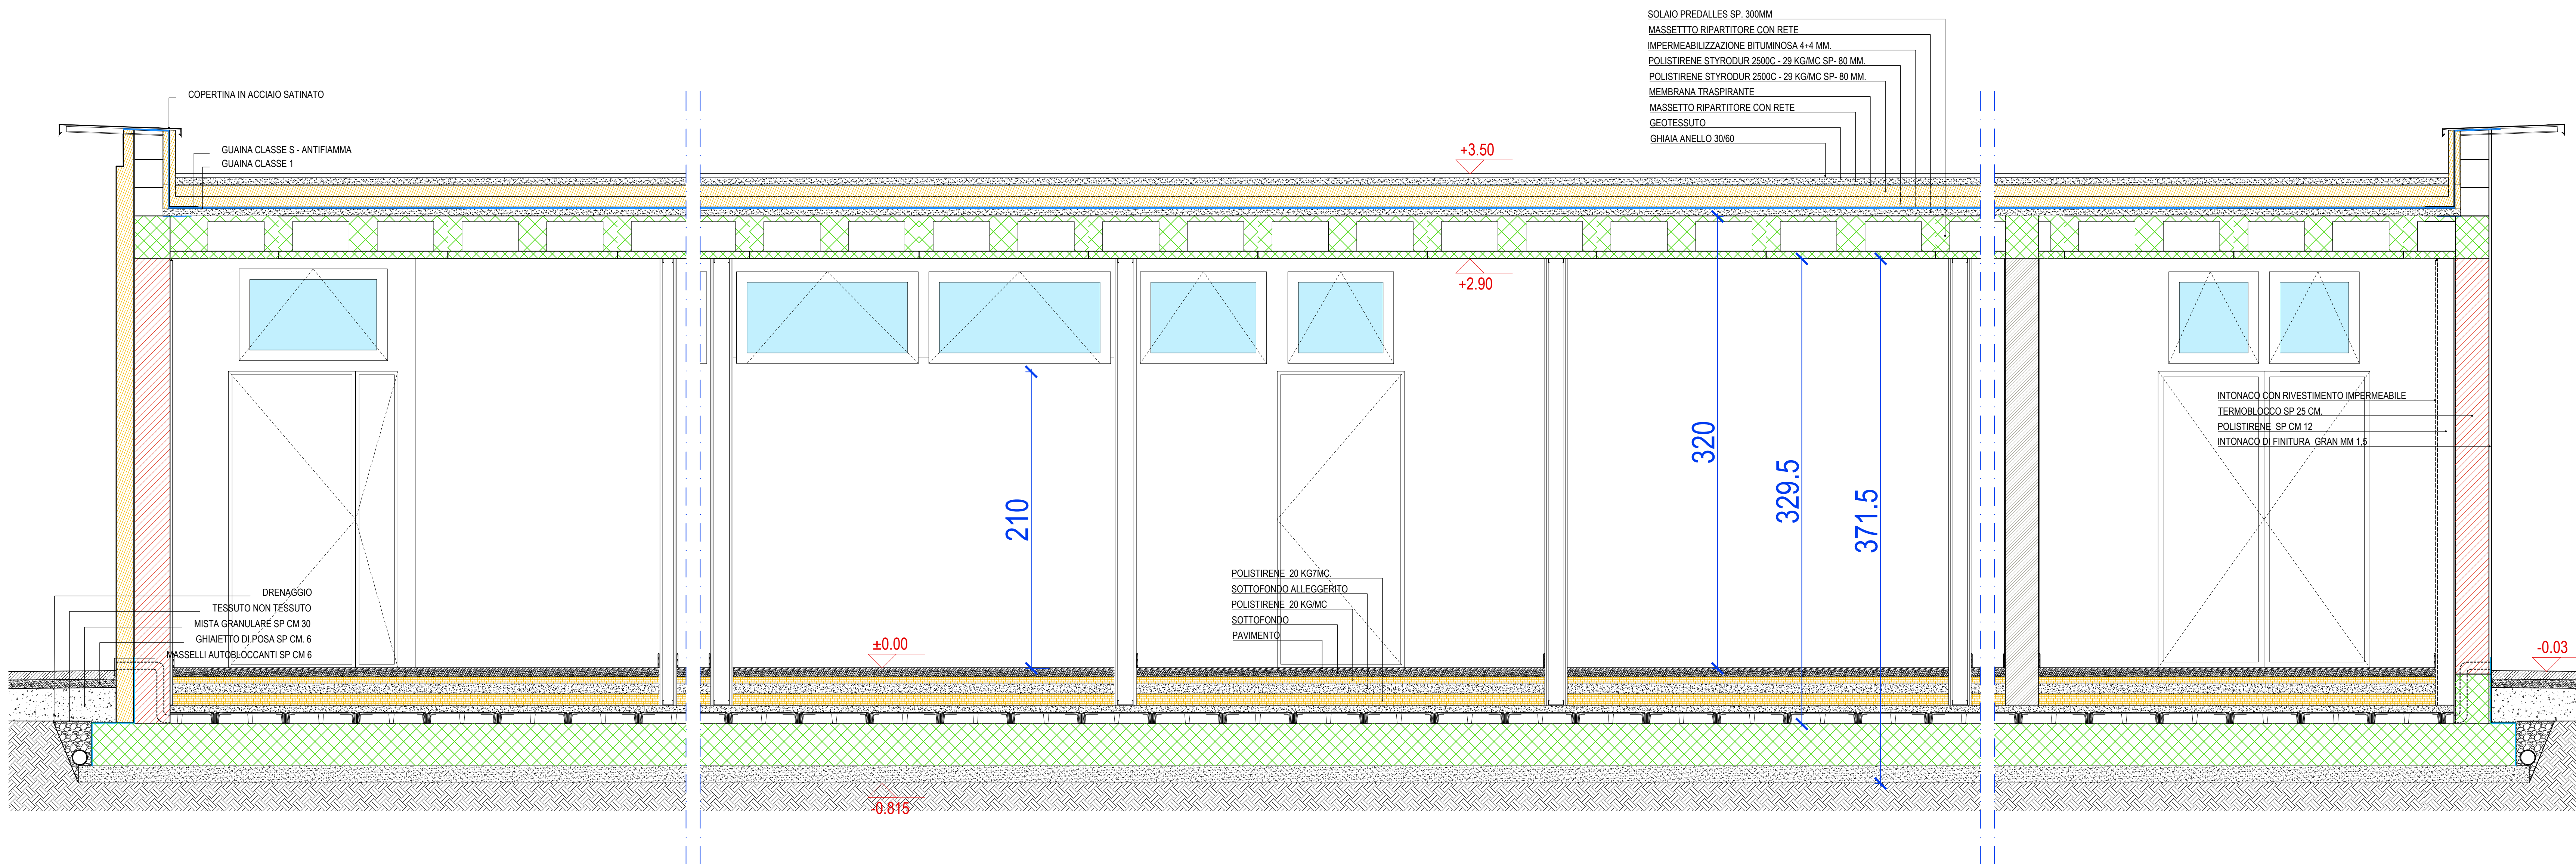 SOLAIO PREDALLES SP. 300MM
MASSETTTO RIPARTITORE CON RETE
IMPERMEABILIZZAZIONE BITUMINOSA 4+4 MM.
POLISTIRENE STYRODUR 2500C - 29 KG/MC SP- 80 MM.
POLISTIRENE STYRODUR 2500C - 29 KG/MC SP- 80 MM.
MEMBRANA TRASPIRANTE
MASSETTO RIPARTITORE CON RETE
GEOTESSUTO
GHIAIA ANELLO 30/60
COPERTINA IN ACCIAIO SATINATO
GUAINA CLASSE S - ANTIFIAMMA
GUAINA CLASSE 1
+3.50
+2.90
INTONACO CON RIVESTIMENTO IMPERMEABILE
TERMOBLOCCO SP 25 CM.
POLISTIRENE  SP CM 12
INTONACO DI FINITURA  GRAN MM 1,5
320
329.5
371.5
210
POLISTIRENE  20 KG7MC.
SOTTOFONDO ALLEGGERITO
POLISTIRENE  20 KG/MC
SOTTOFONDO
PAVIMENTO
DRENAGGIO
TESSUTO NON TESSUTO
MISTA GRANULARE SP CM 30
GHIAIETTO DI POSA SP CM. 6
MASSELLI AUTOBLOCCANTI SP CM 6
±0.00
-0.03
-0.815